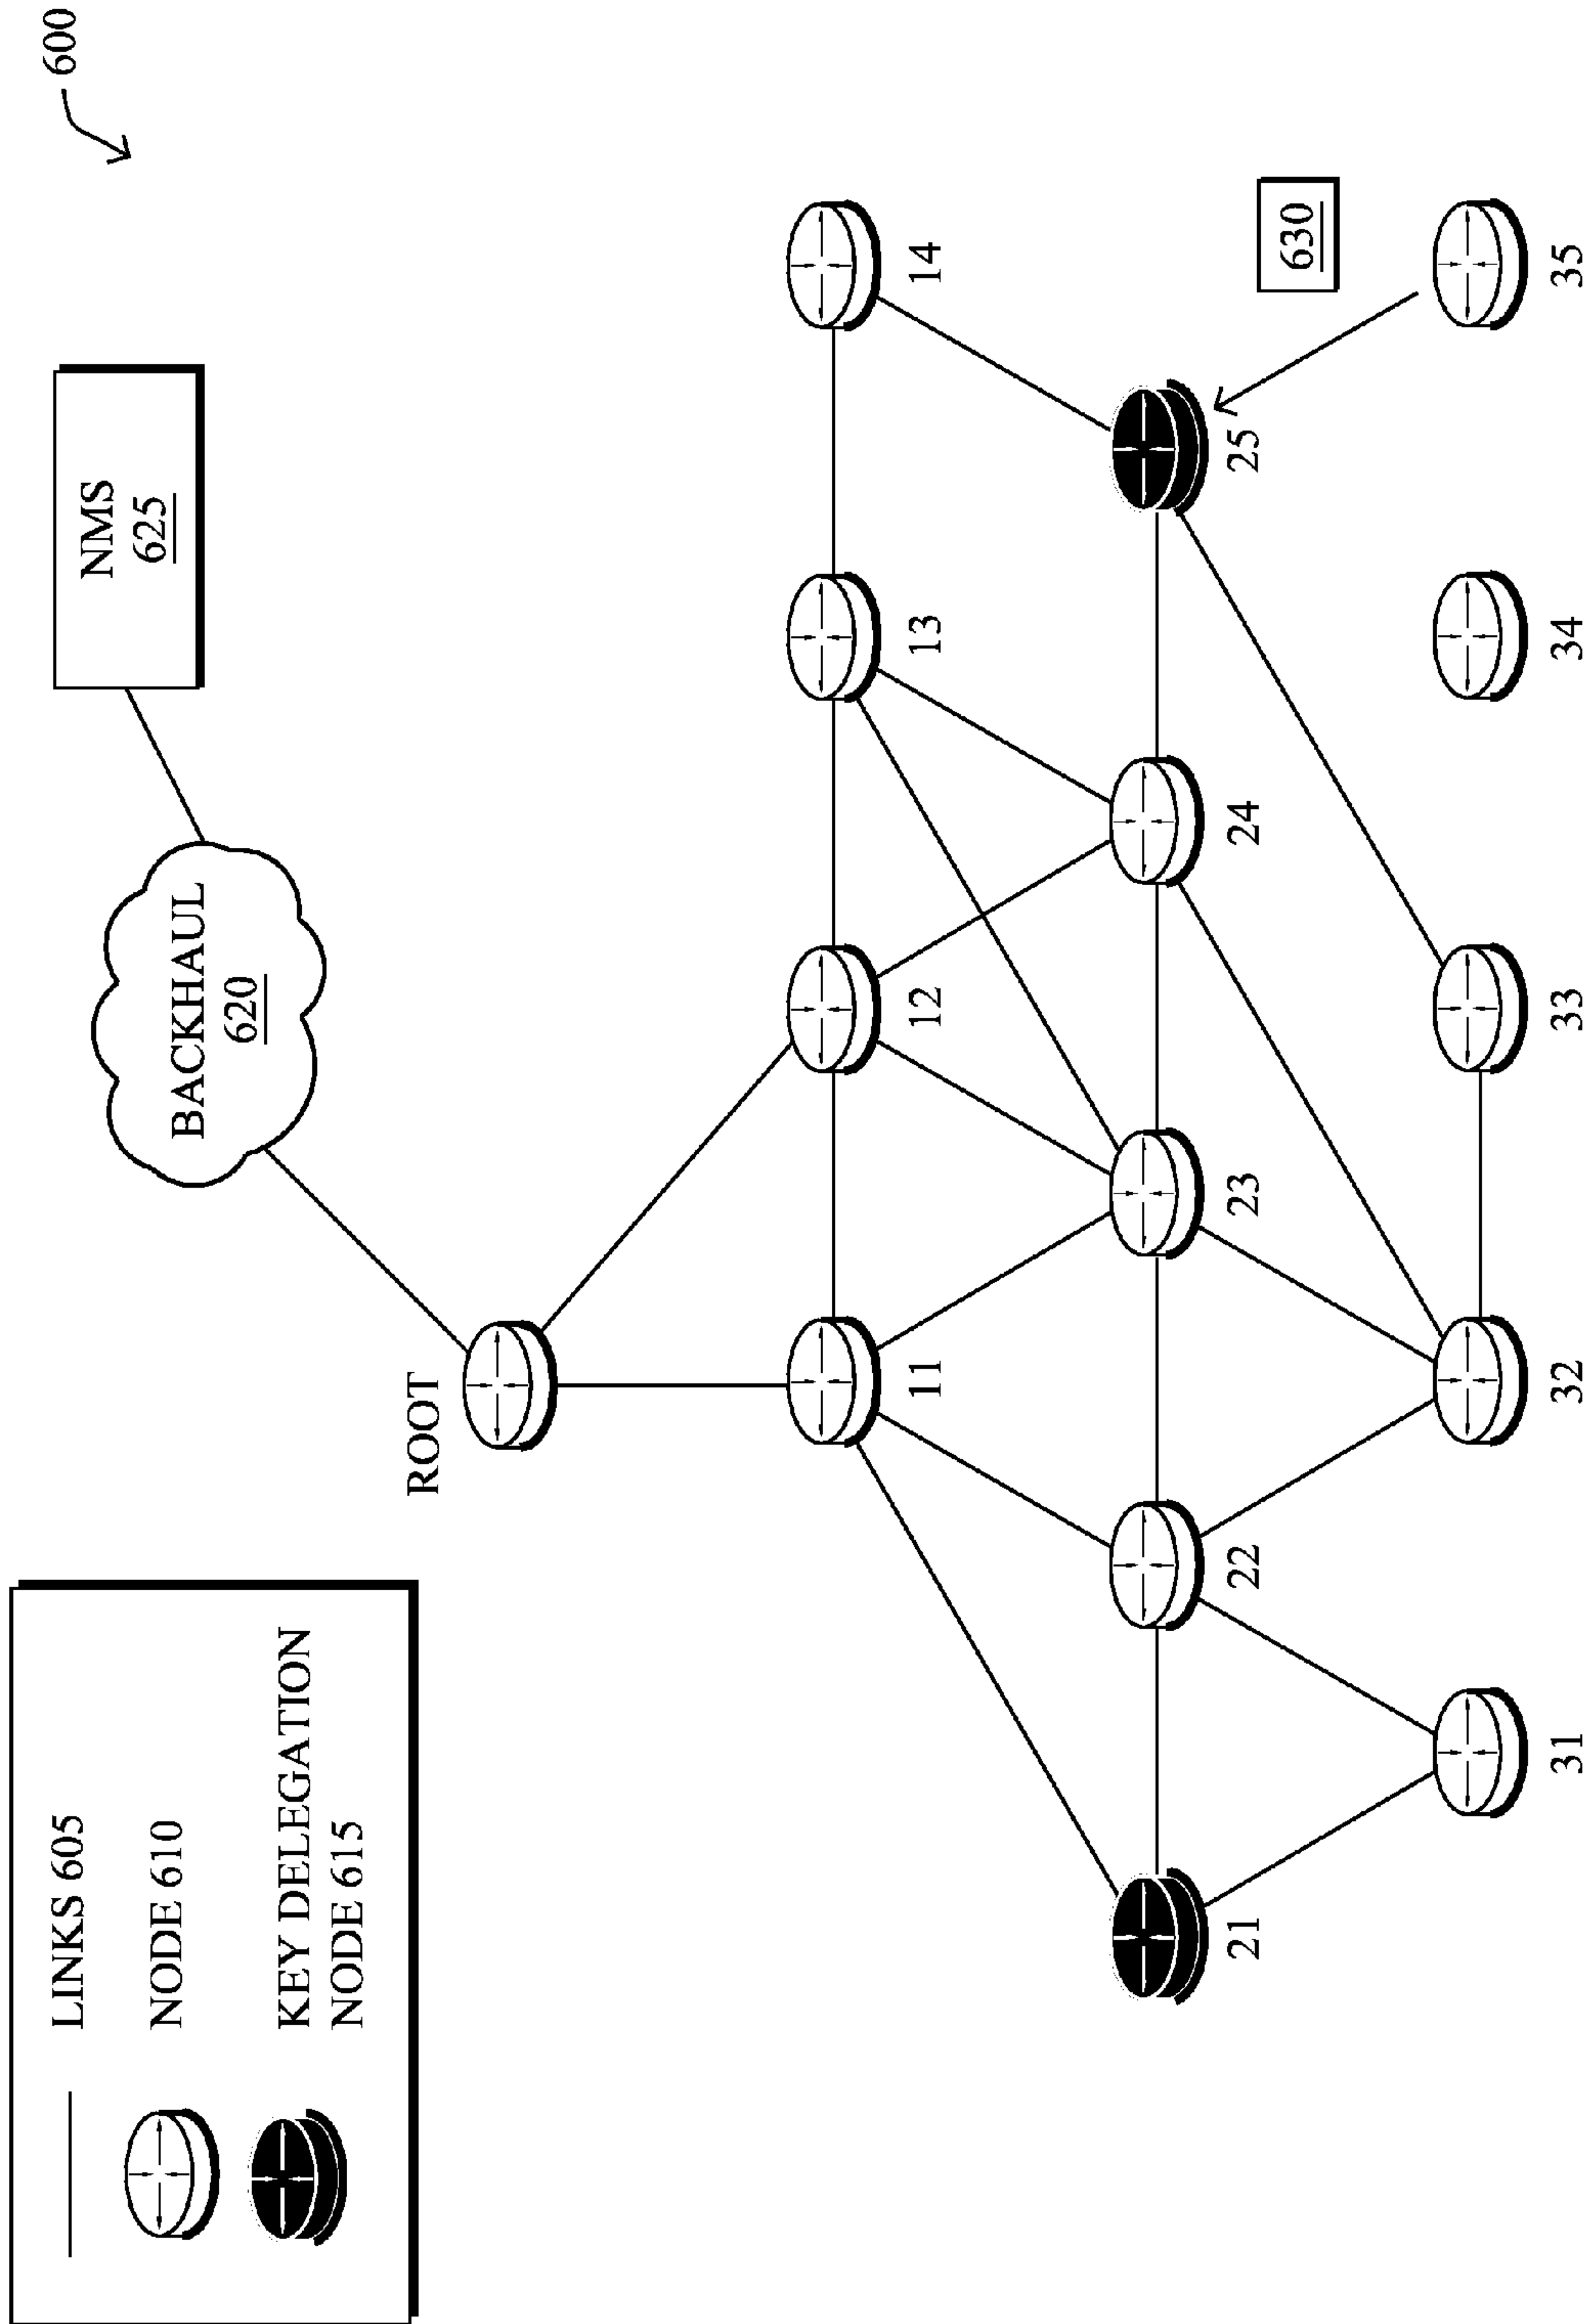 LINKS 605
NODE 610
KEY DELEGATION
NODE 615
600
NMS
625
BACKHAUL
620
ROOT
11
12
13
14
21
22
23
24
25
630
31
32
33
34
35